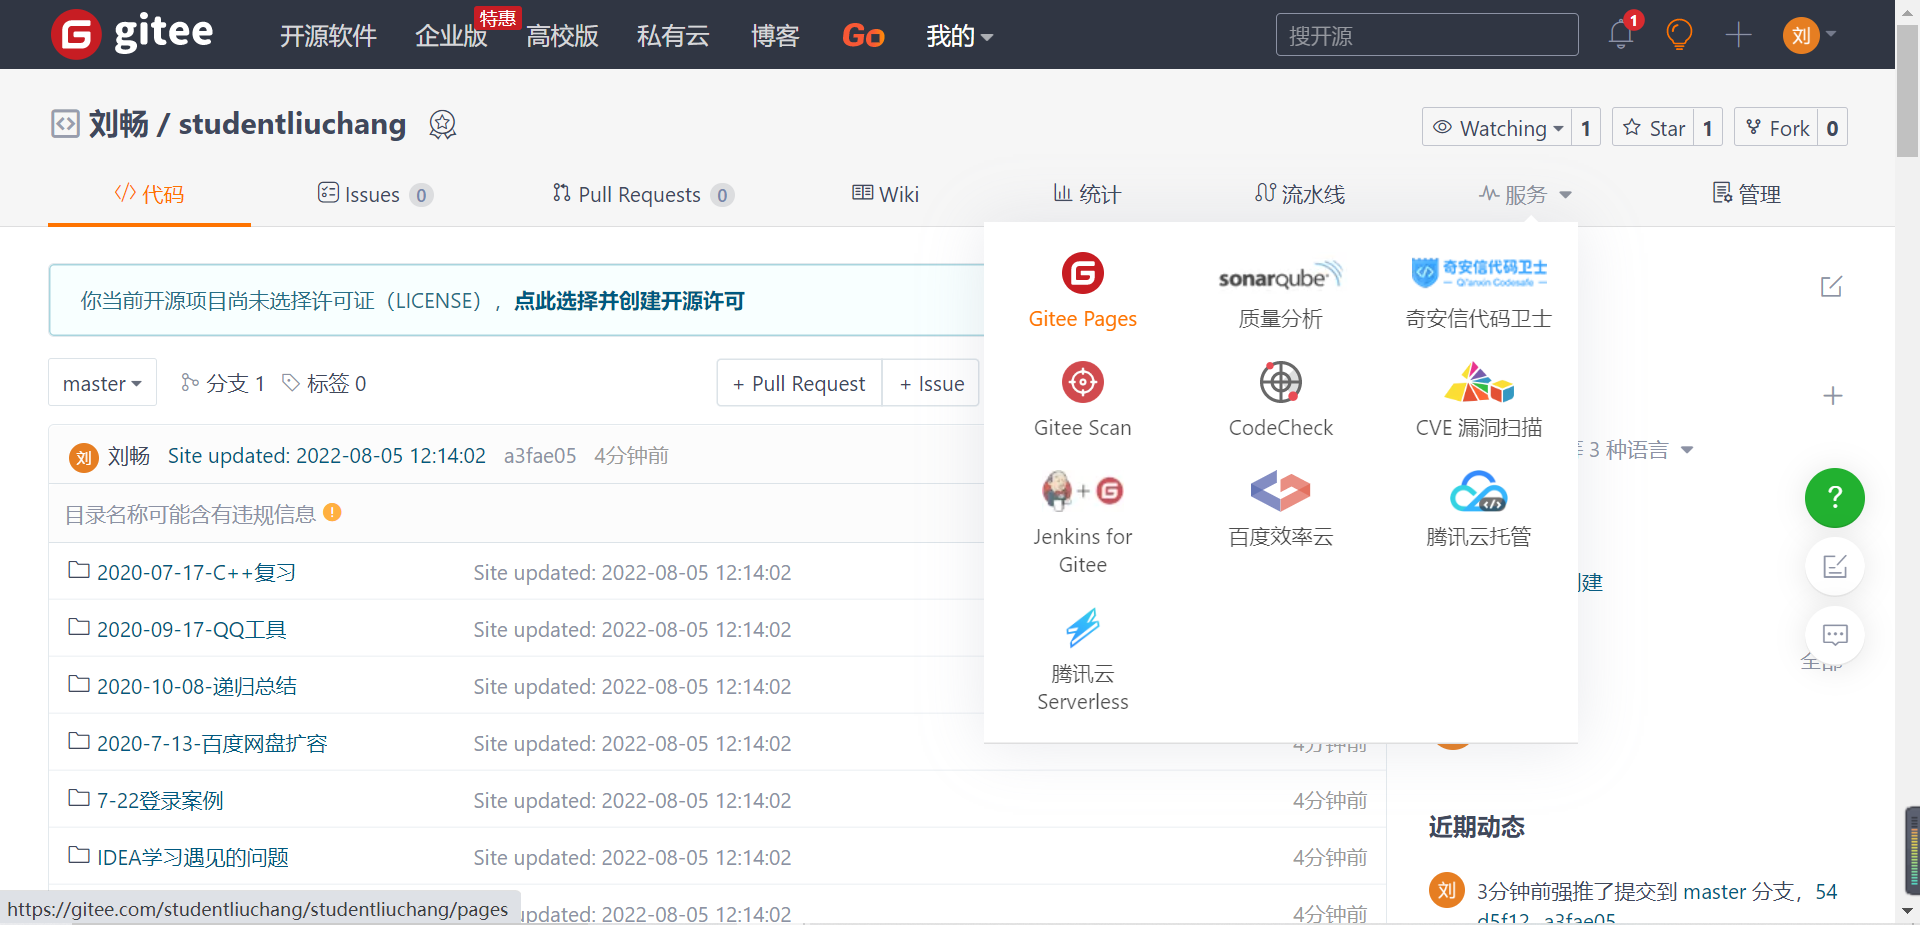 gitee 开源软件 企业版 特惠 高校版 私有云 博客 Go 我的 搜开源 1 刘
刘畅 / studentliuchang Watching 1 Star 1 Fork 0
代码 Issues 0 Pull Requests 0 Wiki 统计 流水线 服务 管理
你当前开源项目尚未选择许可证（LICENSE），点此选择并创建开源许可
Gitee Pages
sonarqube
质量分析
奇安信代码卫士
Qi'anxin Codesafe
奇安信代码卫士
master 分支 1 标签 0 + Pull Request + Issue
Gitee Scan CodeCheck CVE 漏洞扫描
刘 刘畅 Site updated: 2022-08-05 12:14:02 a3fae05 4分钟前
3 种语言
目录名称可能含有违规信息
Jenkins for
Gitee
百度效率云
腾讯云托管
2020-07-17-C++复习 Site updated: 2022-08-05 12:14:02
建
2020-09-17-QQ工具 Site updated: 2022-08-05 12:14:02
腾讯云
Serverless
全部
2020-10-08-递归总结 Site updated: 2022-08-05 12:14:02
2020-7-13-百度网盘扩容 Site updated: 2022-08-05 12:14:02 4分钟前
7-22登录案例 Site updated: 2022-08-05 12:14:02 4分钟前
IDEA学习遇见的问题 Site updated: 2022-08-05 12:14:02 4分钟前
updated: 2022-08-05 12:14:02 4分钟前
近期动态
刘 3分钟前强推了提交到 master 分支，54
d5f12...a3fae05
https://gitee.com/studentliuchang/studentliuchang/pages